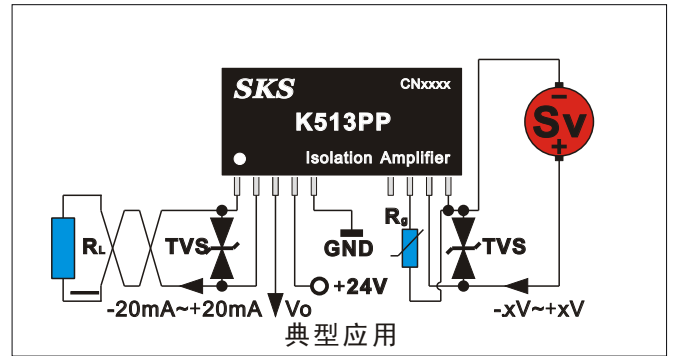 SKS
CNxxxx
K513PP
Isolation Amplifier
Sv
RL
TVS
GND
Rg
TVS
+24V
-20mA~+20mA
Vo
-xV~+xV
典型应用